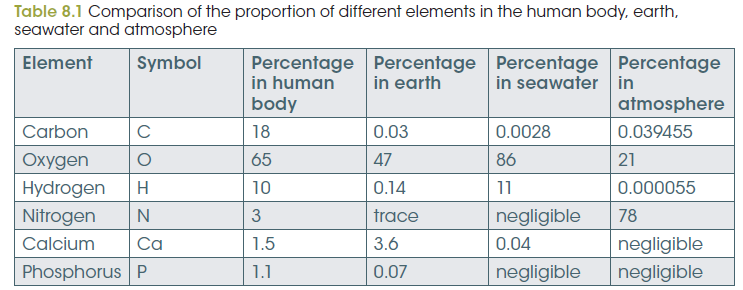 Table 8.1 Comparison of the proportion of different elements in the human body, earth,
seawater and atmosphere
Element Symbol Percentage in human body Percentage in earth Percentage in seawater Percentage in atmosphere
Carbon C 18 0.03 0.0028 0.039455
Oxygen O 65 47 86 21
Hydrogen H 10 0.14 11 0.000055
Nitrogen N 3 trace negligible 78
Calcium Ca 1.5 3.6 0.04 negligible
Phosphorus P 1.1 0.07 negligible negligible